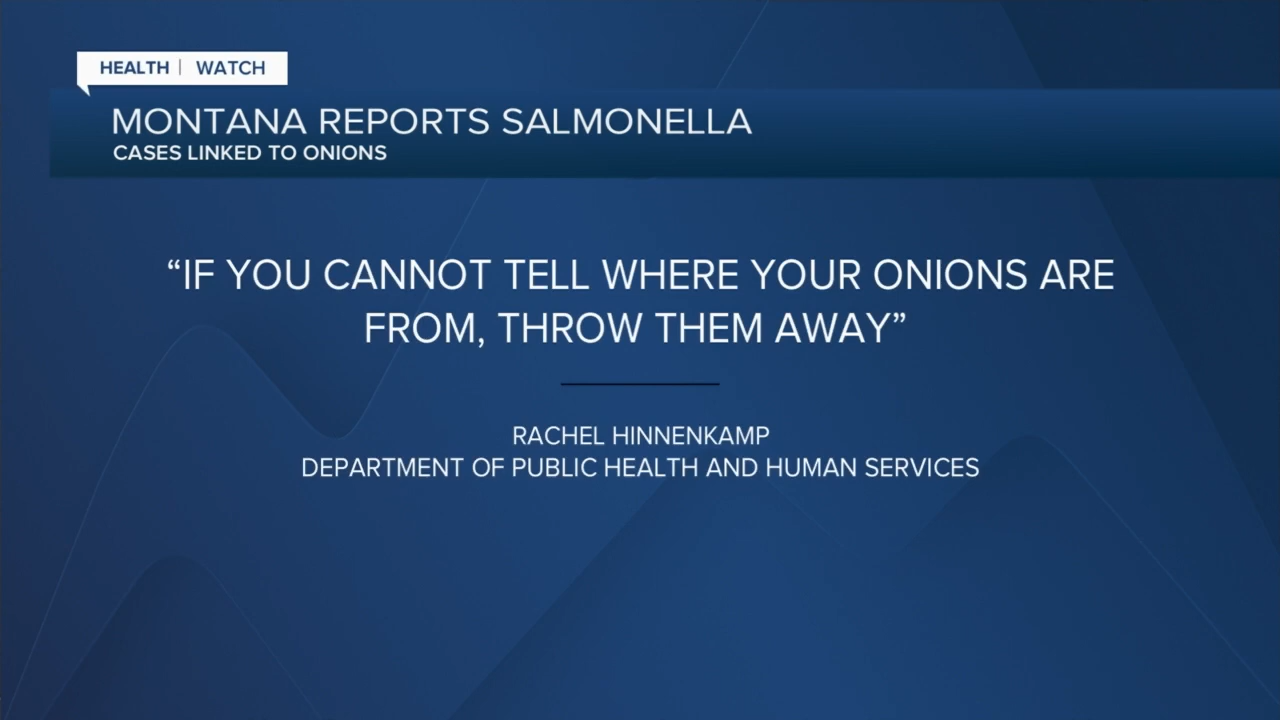 HEALTH | WATCH
MONTANA REPORTS SALMONELLA
CASES LINKED TO ONIONS
“IF YOU CANNOT TELL WHERE YOUR ONIONS ARE
FROM, THROW THEM AWAY”
RACHEL HINNENKAMP
DEPARTMENT OF PUBLIC HEALTH AND HUMAN SERVICES